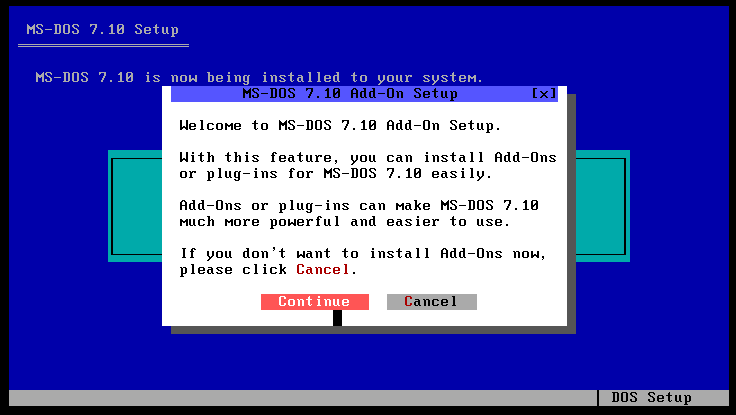 MS-DOS 7.10 Setup
MS-DOS 7.10 is now being installed to your system.
MS-DOS 7.10 Add-On Setup [x]
Welcome to MS-DOS 7.10 Add-On Setup.
With this feature, you can install Add-Ons
or plug-ins for MS-DOS 7.10 easily.
Add-Ons or plug-ins can make MS-DOS 7.10
much more powerful and easier to use.
If you don't want to install Add-Ons now,
please click Cancel.
Continue Cancel
DOS Setup